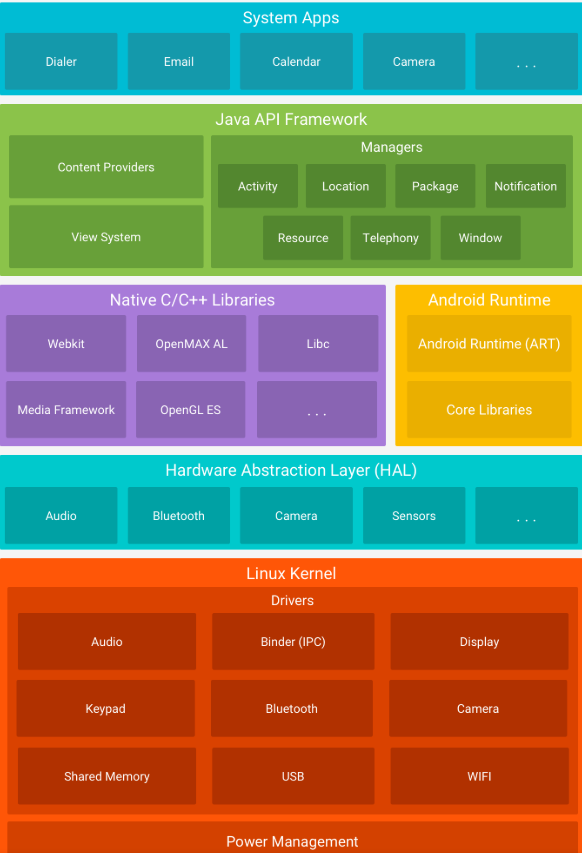 System Apps
Dialer
Email
Calendar
Camera
. . .
Java API Framework
Content Providers
View System
Managers
Activity
Location
Package
Notification
Resource
Telephony
Window
Native C/C++ Libraries
Webkit
OpenMAX AL
Libc
Media Framework
OpenGL ES
. . .
Android Runtime
Android Runtime (ART)
Core Libraries
Hardware Abstraction Layer (HAL)
Audio
Bluetooth
Camera
Sensors
. . .
Linux Kernel
Drivers
Audio
Binder (IPC)
Display
Keypad
Bluetooth
Camera
Shared Memory
USB
WIFI
Power Management